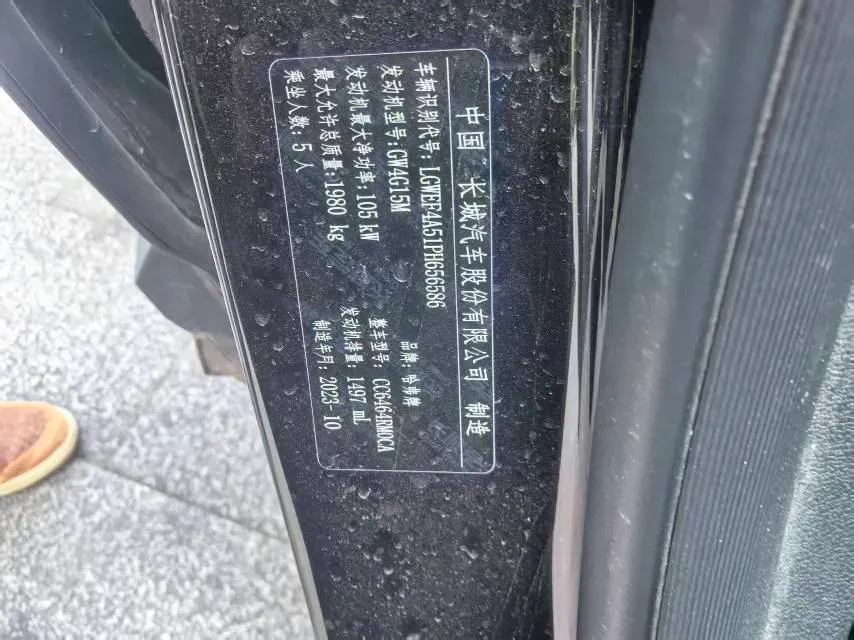 中国 长城汽车股份有限公司 制造
品�：哈弗牌
车辆识别代号：LGWEF4A51PH656586
整车型号：CC6464RM0CA
发动机型号：GW4G15M
发动机排量：1497 mL
发动机最大净功率：105 kW
制造年月：2023-10
最大允许总质量：1980 kg
乘坐人数：5 人